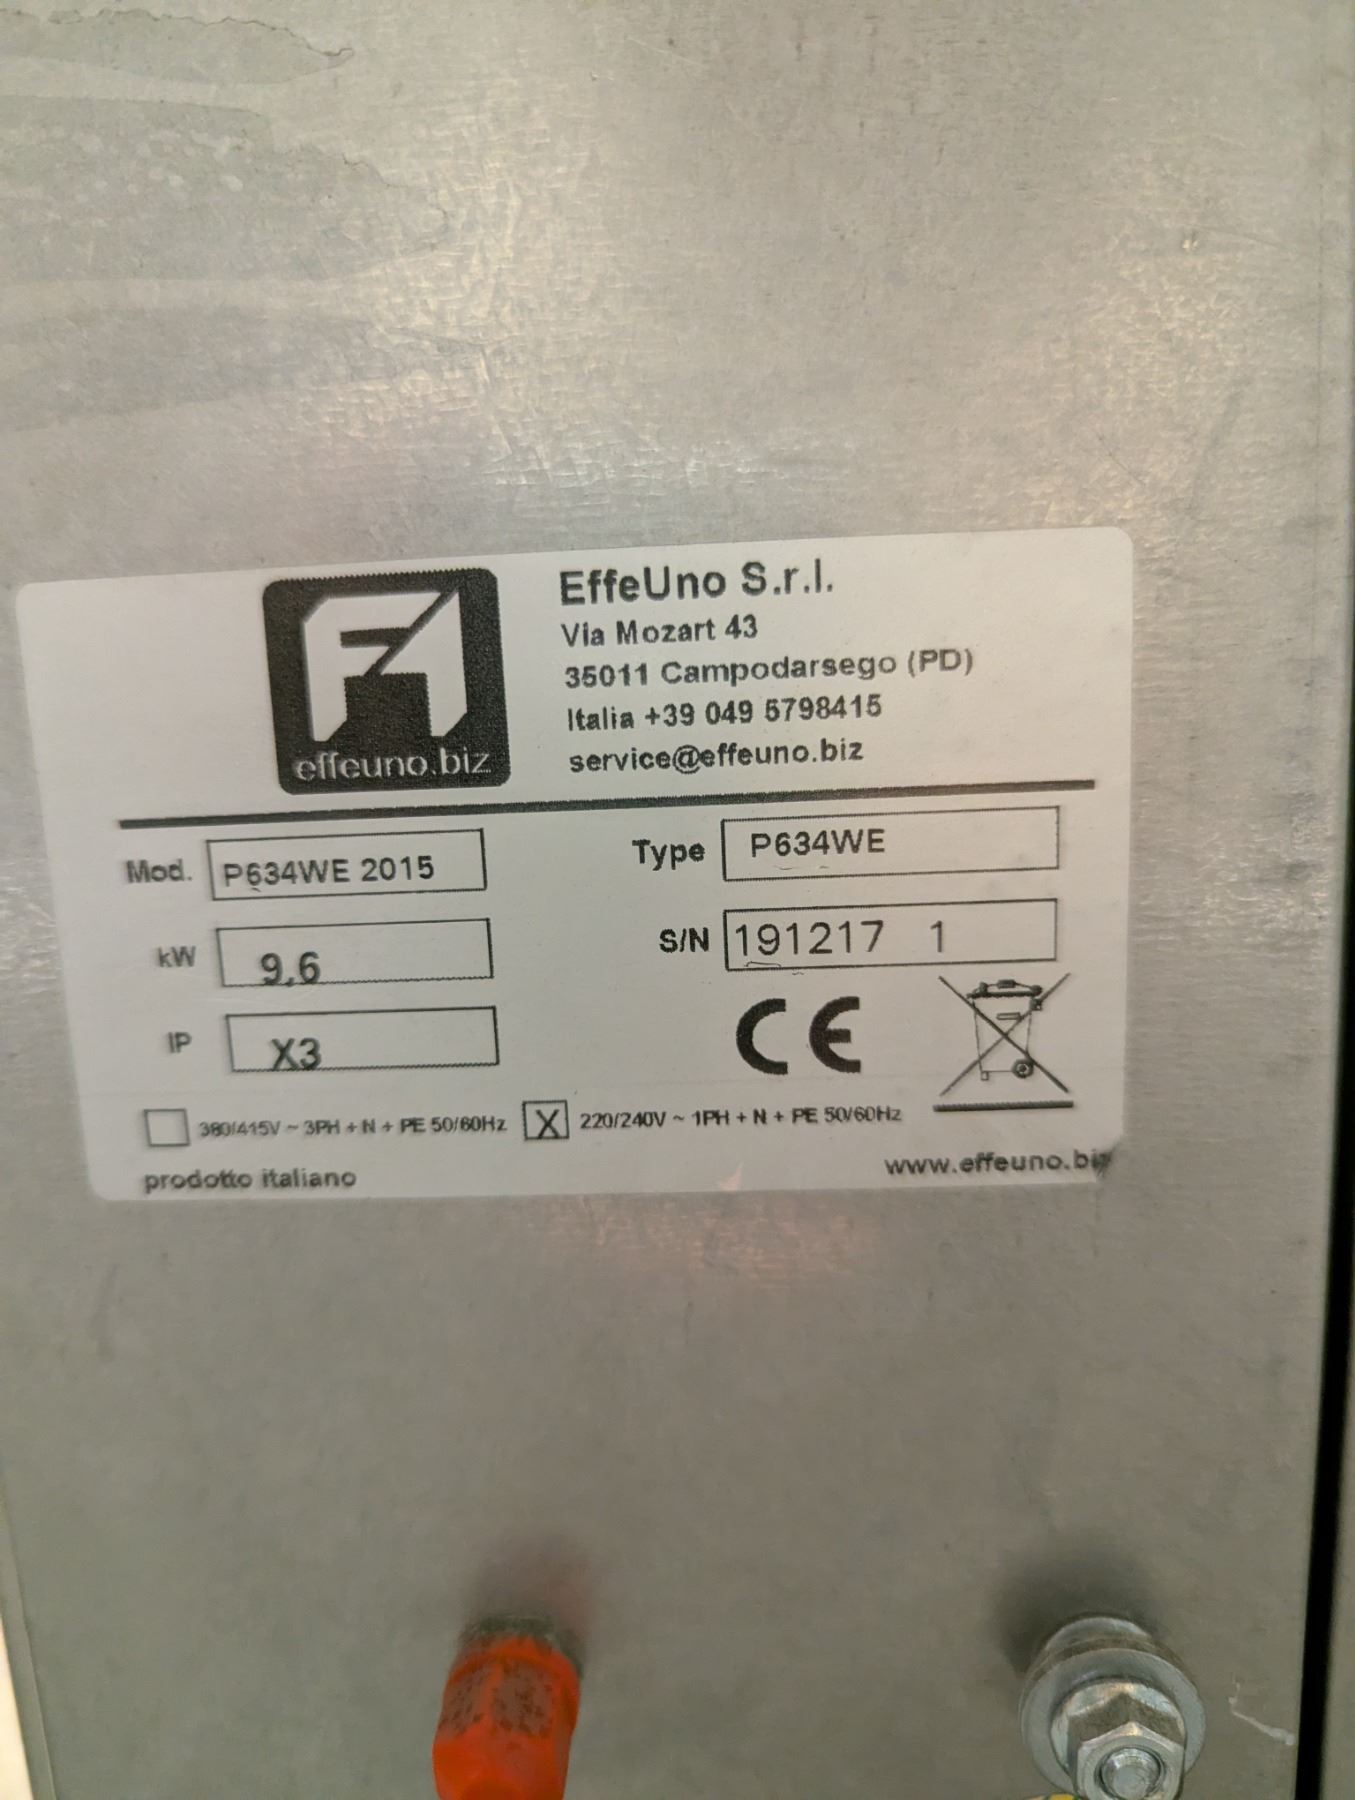 effeuno.biz
EffeUno S.r.l.
Via Mozart 43
35011 Campodarsego (PD)
Italia +39 049 5798415
service@effeuno.biz
Mod. P634WE 2015
Type P634WE
kW 9,6
S/N 191217 1
IP X3
CE
380/415V ~ 3PH + N + PE 50/60Hz X 220/240V ~ 1PH + N + PE 50/60Hz
prodotto italiano
www.effeuno.biz